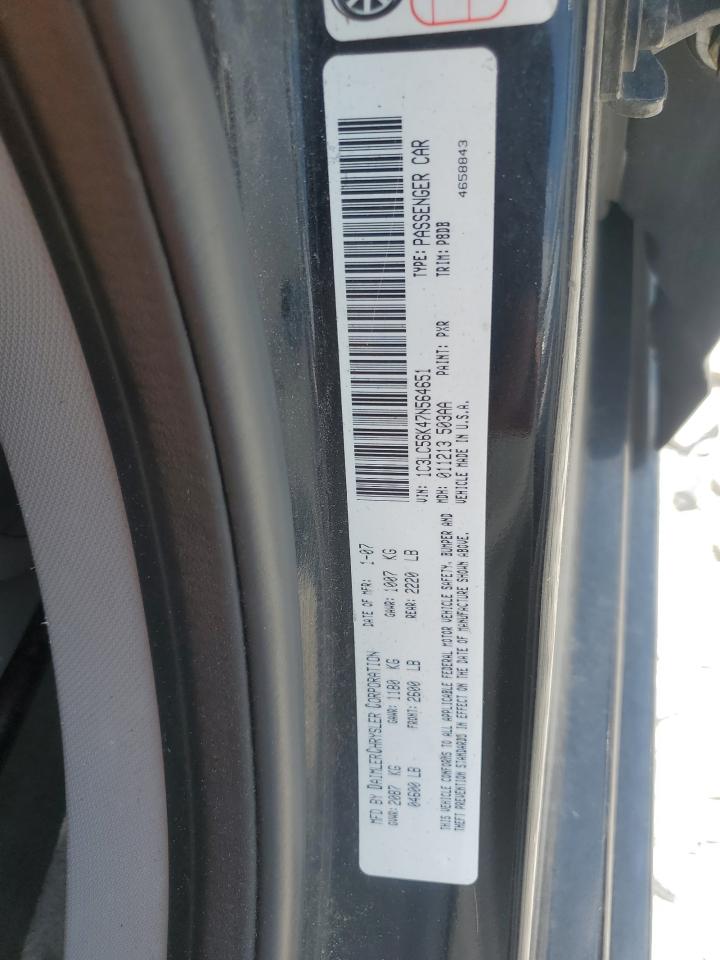 MFD BY DAIMLERCHRYSLER CORPORATION DATE OF MFR: 1-07
GVWR: 2087 KG GAWR: 1180 KG GAWR: 1007 KG
04600 LB FRONT: 2600 LB REAR: 2220 LB
THIS VEHICLE CONFORMS TO ALL APPLICABLE FEDERAL MOTOR VEHICLE SAFETY, BUMPER AND
THEFT PREVENTION STANDARDS IN EFFECT ON THE DATE OF MANUFACTURE SHOWN ABOVE.
VIN: 1C3LC56K47N564651 TYPE: PASSENGER CAR
MDH: 011213 503AA PAINT: PXR TRIM: P8DB
VEHICLE MADE IN U.S.A. 4658843